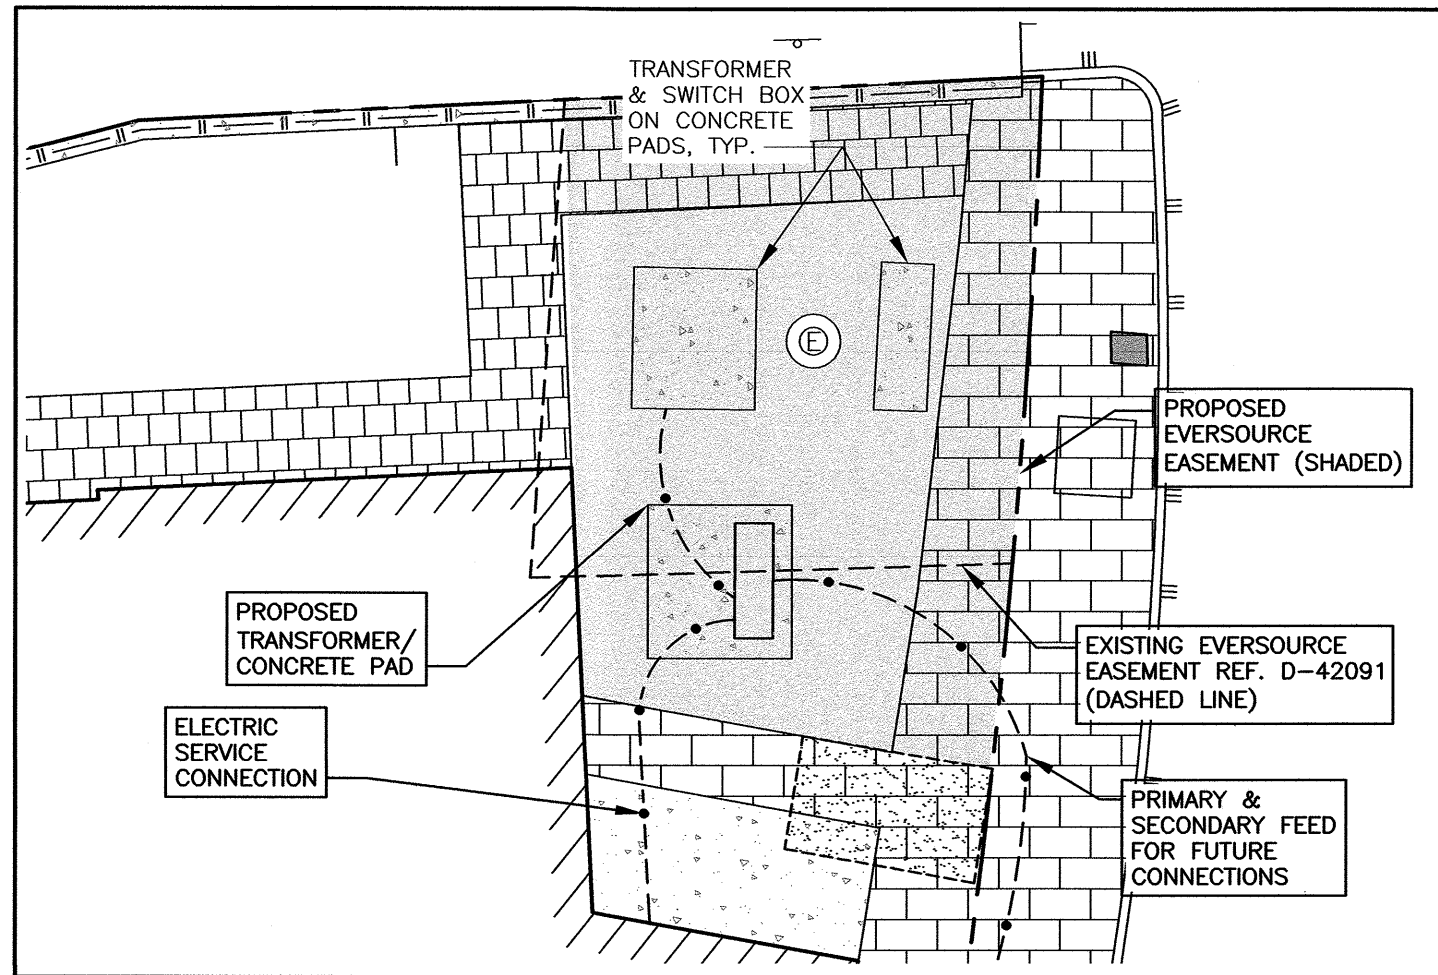 TRANSFORMER
& SWITCH BOX
ON CONCRETE
PADS, TYP.
E
PROPOSED
EVERSOURCE
EASEMENT (SHADED)
PROPOSED
TRANSFORMER/
CONCRETE PAD
EXISTING EVERSOURCE
EASEMENT REF. D-42091
(DASHED LINE)
ELECTRIC
SERVICE
CONNECTION
PRIMARY &
SECONDARY FEED
FOR FUTURE
CONNECTIONS